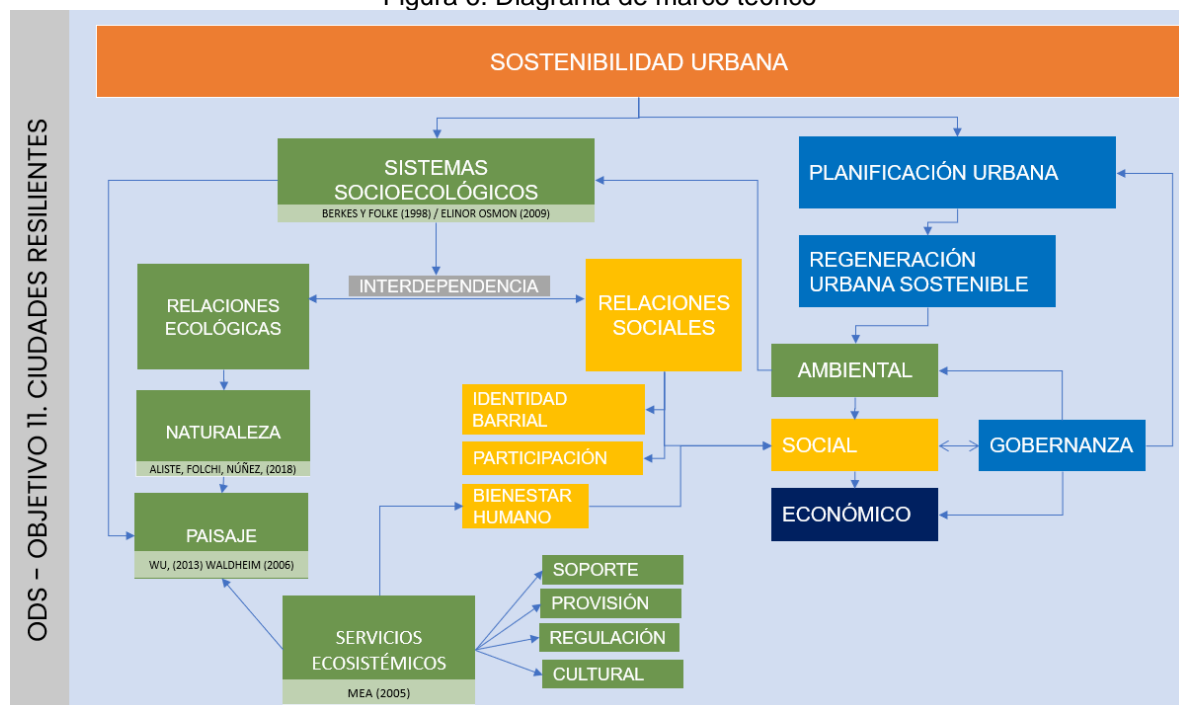 Figura 6. Diagrama de marco teórico
ODS – OBJETIVO 11. CIUDADES RESILIENTES
SOSTENIBILIDAD URBANA
SISTEMAS
SOCIOECOLÓGICOS
BERKES Y FOLKE (1998) / ELINOR OSMON (2009)
PLANIFICACIÓN URBANA
REGENERACIÓN
URBANA SOSTENIBLE
INTERDEPENDENCIA
RELACIONES
ECOLÓGICAS
RELACIONES
SOCIALES
AMBIENTAL
IDENTIDAD
BARRIAL
NATURALEZA
ALISTE, FOLCHI, NÚÑEZ, (2018)
PARTICIPACIÓN
SOCIAL
GOBERNANZA
BIENESTAR
HUMANO
ECONÓMICO
PAISAJE
WU, (2013) WALDHEIM (2006)
SOPORTE
PROVISIÓN
REGULACIÓN
CULTURAL
SERVICIOS
ECOSISTÉMICOS
MEA (2005)